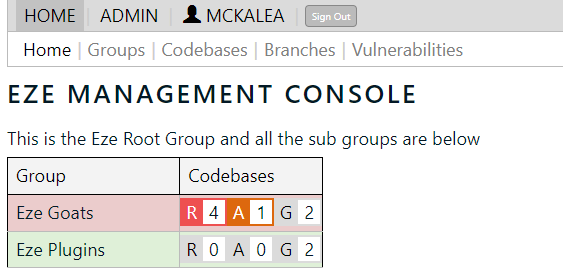 HOME | ADMIN | MCKALEA | Sign Out
Home | Groups | Codebases | Branches | Vulnerabilities
EZE MANAGEMENT CONSOLE
This is the Eze Root Group and all the sub groups are below
Group Codebases
Eze Goats R 4 A 1 G 2
Eze Plugins R 0 A 0 G 2